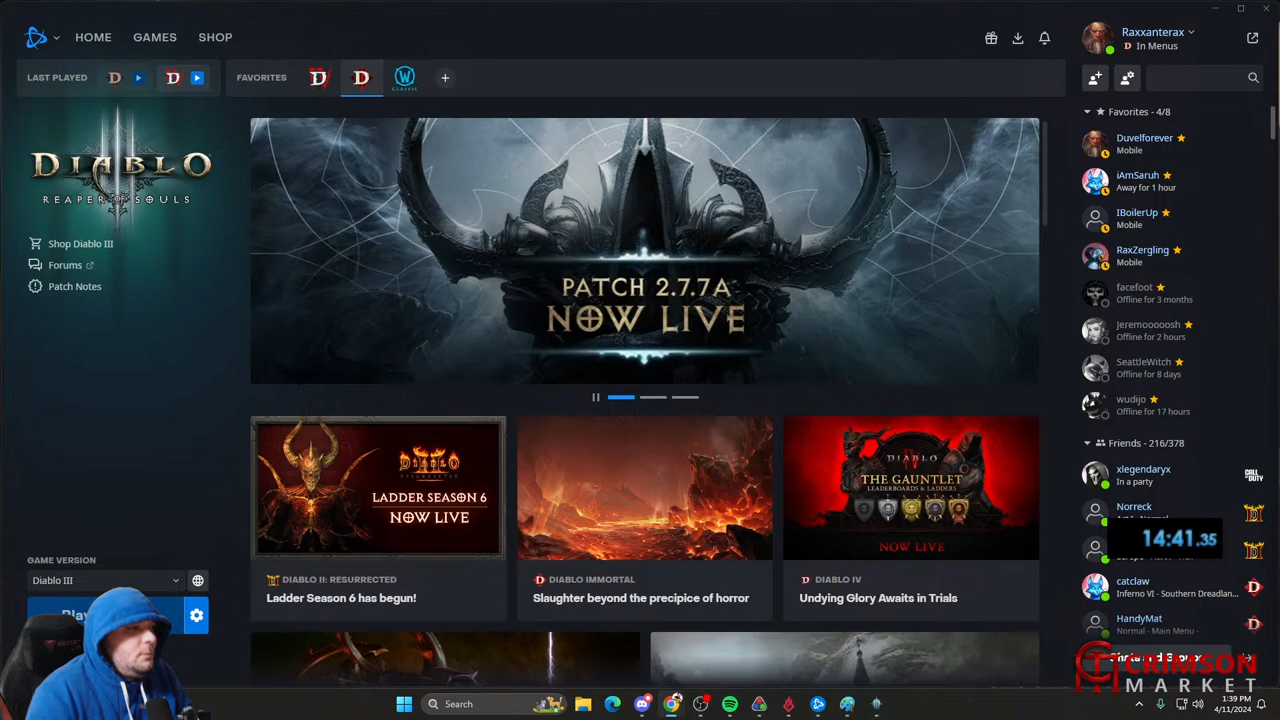 HOME GAMES SHOP
Raxxanterax
In Menus
LAST PLAYED
FAVORITES
DIABLO
REAPER OF SOULS
Shop Diablo III
Forums
Patch Notes
PATCH 2.7.7A
NOW LIVE
DIABLO II
RESURRECTED
LADDER SEASON 6
NOW LIVE
DIABLO II: RESURRECTED
Ladder Season 6 has begun!
DIABLO IMMORTAL
Slaughter beyond the precipice of horror
DIABLO IV
THE GAUNTLET
LEADERBOARDS & LADDERS
NOW LIVE
DIABLO IV
Undying Glory Awaits in Trials
GAME VERSION
Diablo III
Favorites - 4/8
Duvelforever
Mobile
iAmSaruh
Away for 1 hour
IBoilerUp
Mobile
RaxZergling
Mobile
facefoot
Offline for 3 months
Jeremooooosh
Offline for 2 hours
SeattleWitch
Offline for 8 days
wudijo
Offline for 17 hours
Friends - 216/378
xlegendaryx
In a party
CALL OF DUTY
Norreck
14:41.35
catclaw
Inferno VI - Southern Dreadlan...
HandyMat
Normal - Main Menu -
CRIMSON
MARKET
Search
1:39 PM
4/11/2024